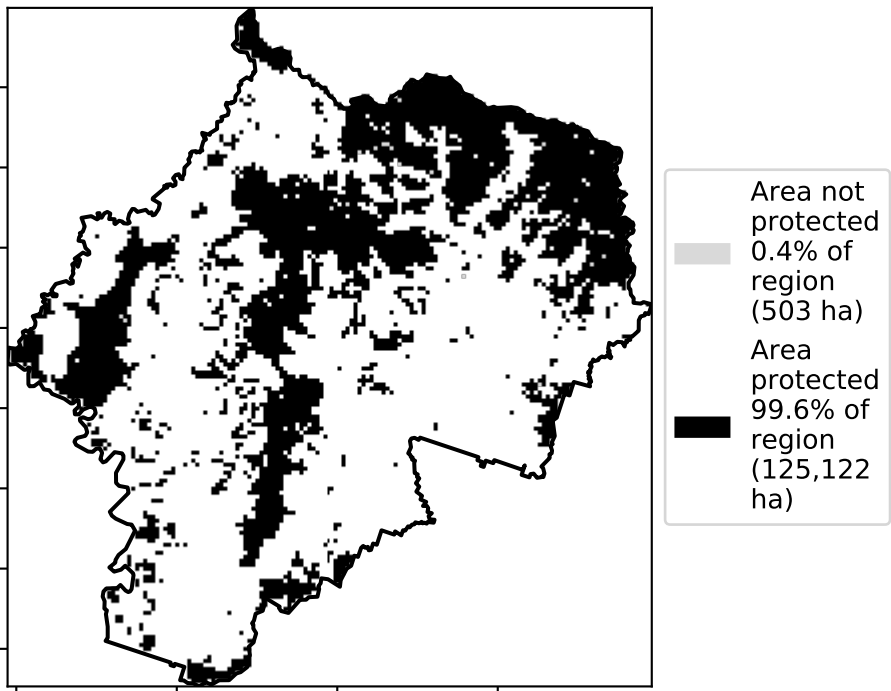 Area not
protected
0.4% of
region
(503 ha)
Area
protected
99.6% of
region
(125,122
ha)